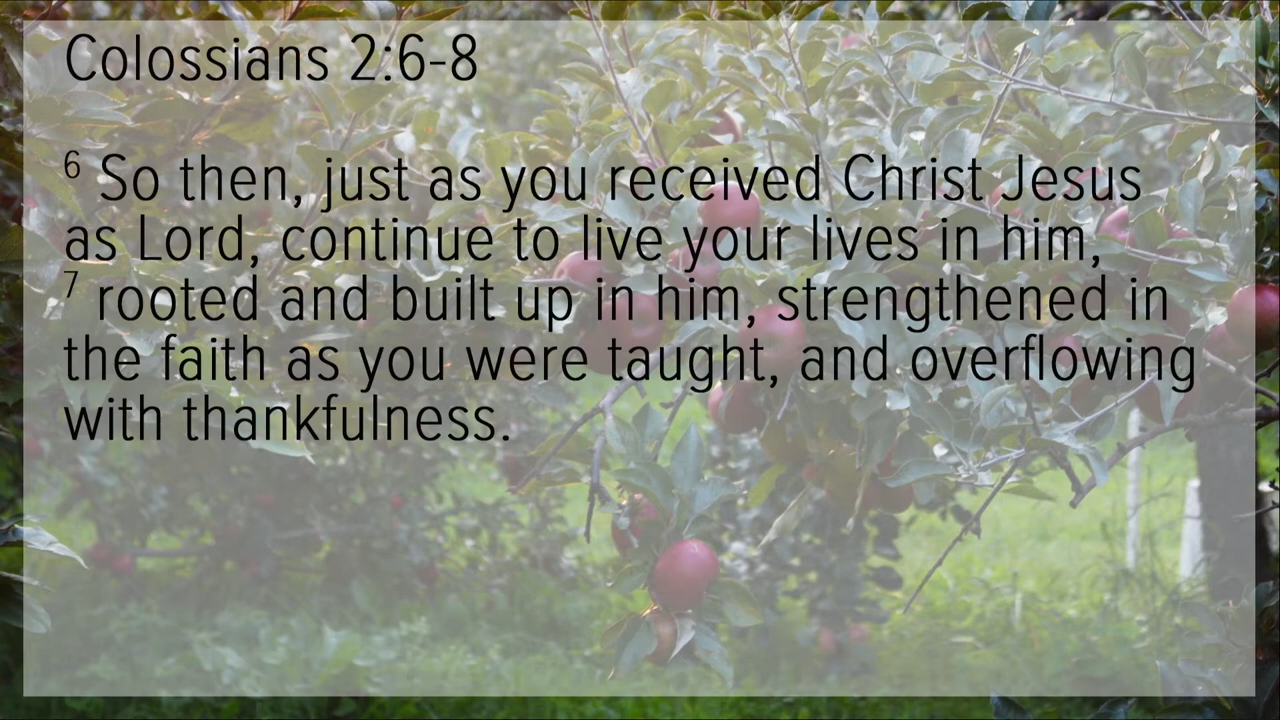 Colossians 2:6-8
6 So then, just as you received Christ Jesus
as Lord, continue to live your lives in him,
7 rooted and built up in him, strengthened in
the faith as you were taught, and overflowing
with thankfulness.